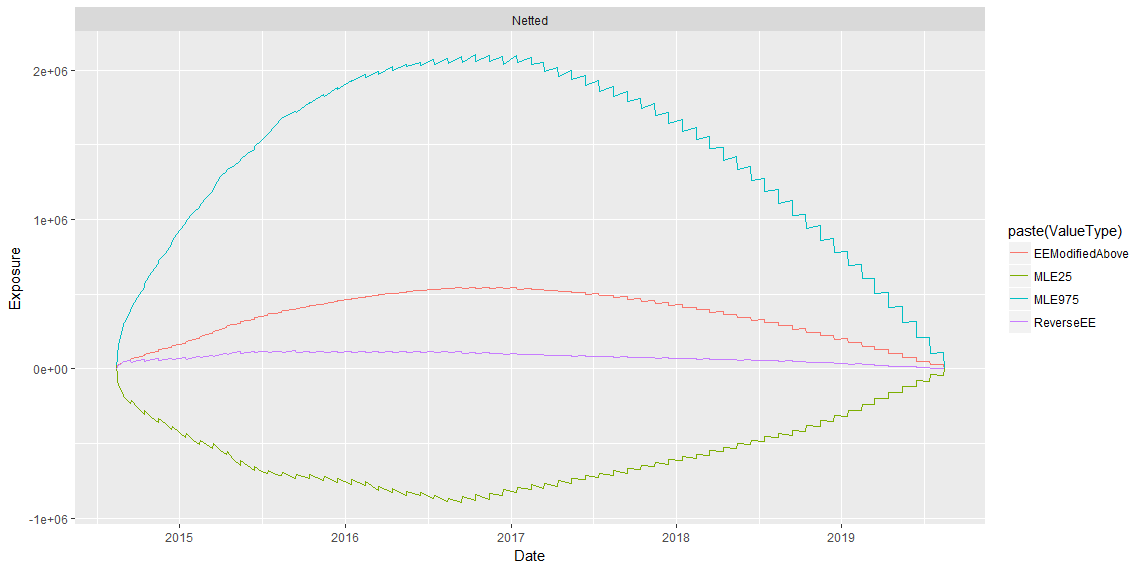 Netted
Exposure
2e+06
1e+06
0e+00
-1e+06
2015
2016
2017
2018
2019
Date
paste(ValueType)
EEModifiedAbove
MLE25
MLE975
ReverseEE